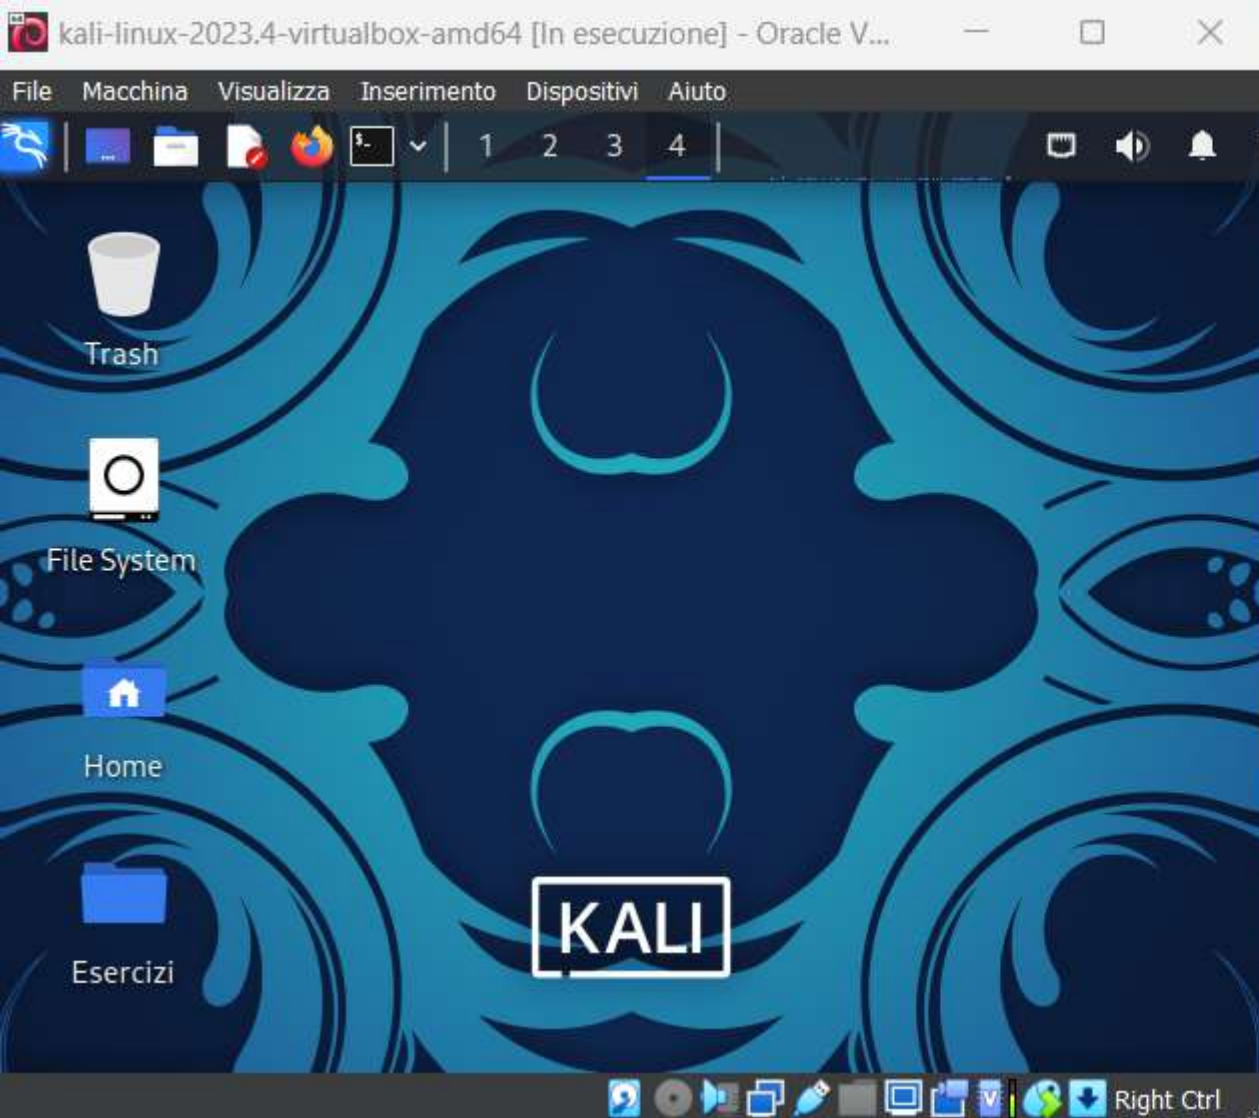 kali-linux-2023.4-virtualbox-amd64 [In esecuzione] - Oracle V...
File Macchina Visualizza Inserimento Dispositivi Aiuto
$_ 1 2 3 4
Trash
File System
Home
Esercizi
KALI
V Right Ctrl